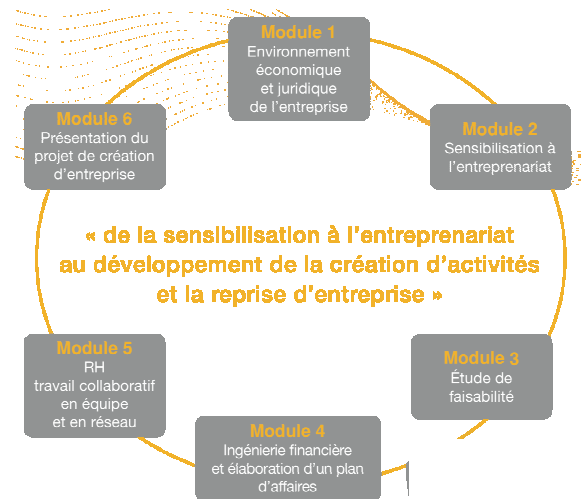 Module 1
Environnement
économique
et juridique
de l'entreprise
Module 2
Sensibilisation à
l'entreprenariat
Module 6
Présentation du
projet de création
d'entreprise
« de la sensibilisation à l'entreprenariat
au développement de la création d'activités
et la reprise d'entreprise »
Module 5
RH
travail collaboratif
en équipe
et en réseau
Module 3
Étude de
faisabilité
Module 4
Ingénierie financière
et élaboration d'un plan
d'affaires